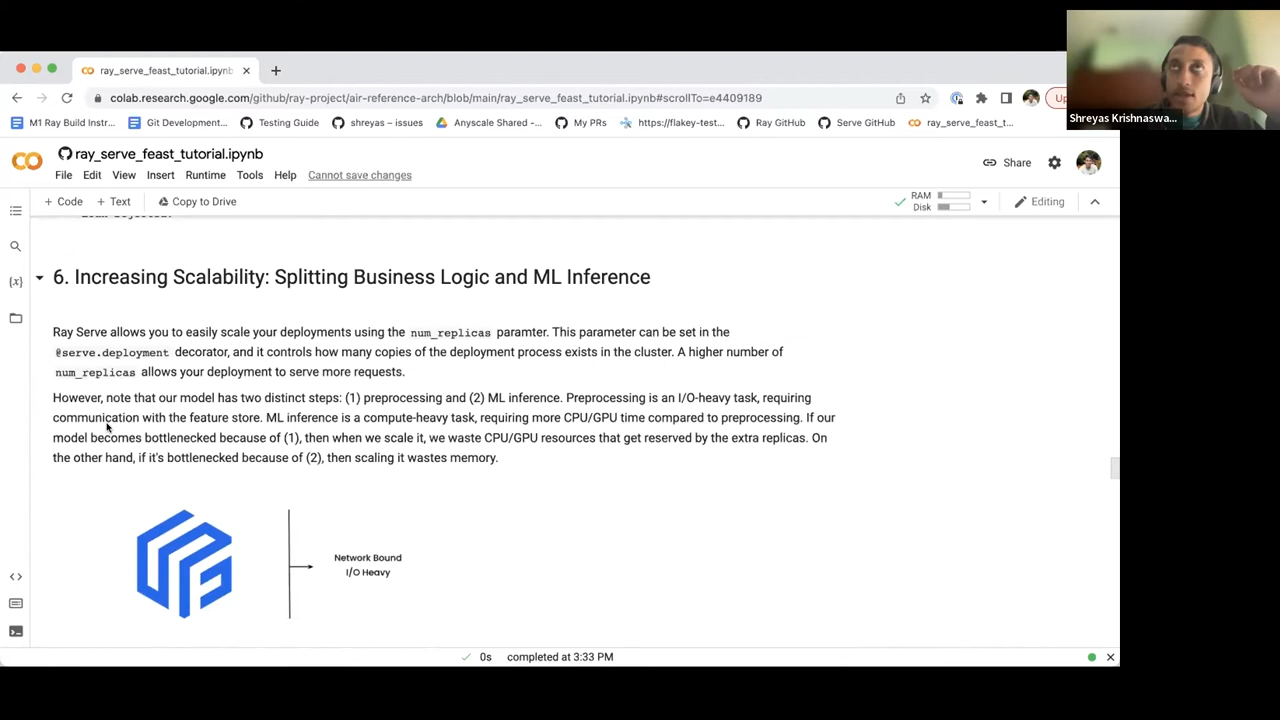 ray_serve_feast_tutorial.ipynb
colab.research.google.com/github/ray-project/air-reference-arch/blob/main/ray_serve_feast_tutorial.ipynb#scrollTo=e4409189
Up
Shreyas Krishnaswa...
M1 Ray Build Instr...
Git Development...
Testing Guide
shreyas – issues
Anyscale Shared -...
My PRs
https://flakey-test...
Ray GitHub
Serve GitHub
ray_serve_feast_t...
ray_serve_feast_tutorial.ipynb
File Edit View Insert Runtime Tools Help Cannot save changes
Share
+ Code + Text Copy to Drive
RAM
Disk
Editing
6. Increasing Scalability: Splitting Business Logic and ML Inference
Ray Serve allows you to easily scale your deployments using the num_replicas paramter. This parameter can be set in the
@serve.deployment decorator, and it controls how many copies of the deployment process exists in the cluster. A higher number of
num_replicas allows your deployment to serve more requests.
However, note that our model has two distinct steps: (1) preprocessing and (2) ML inference. Preprocessing is an I/O-heavy task, requiring
communication with the feature store. ML inference is a compute-heavy task, requiring more CPU/GPU time compared to preprocessing. If our
model becomes bottlenecked because of (1), then when we scale it, we waste CPU/GPU resources that get reserved by the extra replicas. On
the other hand, if it's bottlenecked because of (2), then scaling it wastes memory.
Network Bound
I/O Heavy
0s completed at 3:33 PM